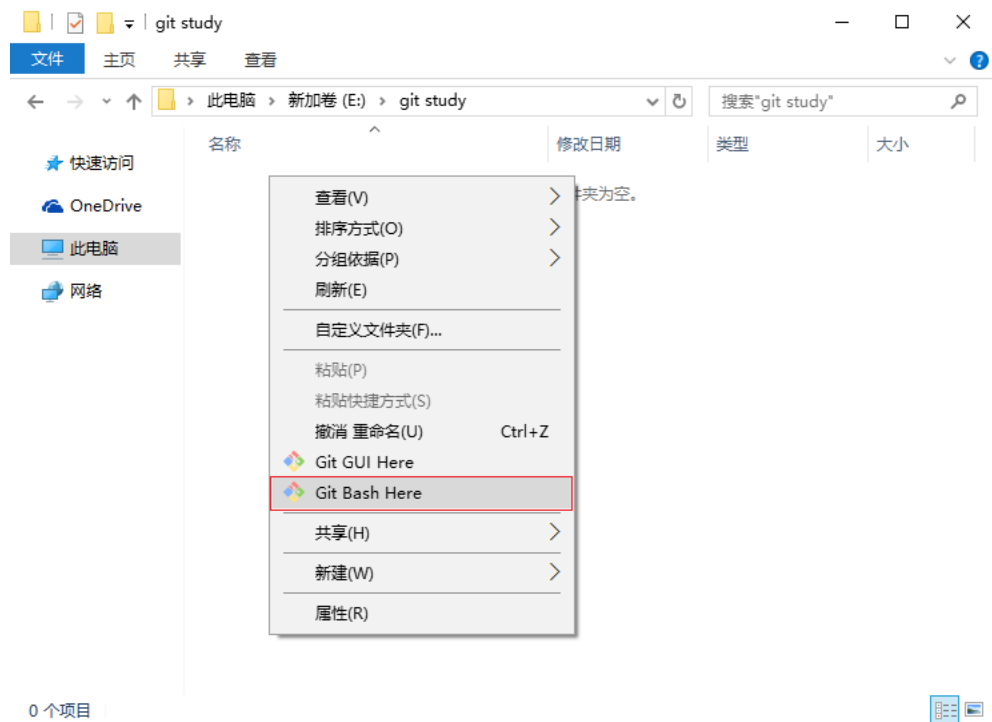 git study
文件 主页 共享 查看
此电脑 > 新加卷 (E:) > git study 搜索"git study"
名称 修改日期 类型 大小
快速访问
OneDrive
此电脑
网络
夹为空。
查看(V)
排序方式(O)
分组依据(P)
刷新(E)
自定义文件夹(F)...
粘贴(P)
粘贴快捷方式(S)
撤消 重命名(U) Ctrl+Z
Git GUI Here
Git Bash Here
共享(H)
新建(W)
属性(R)
0 个项目